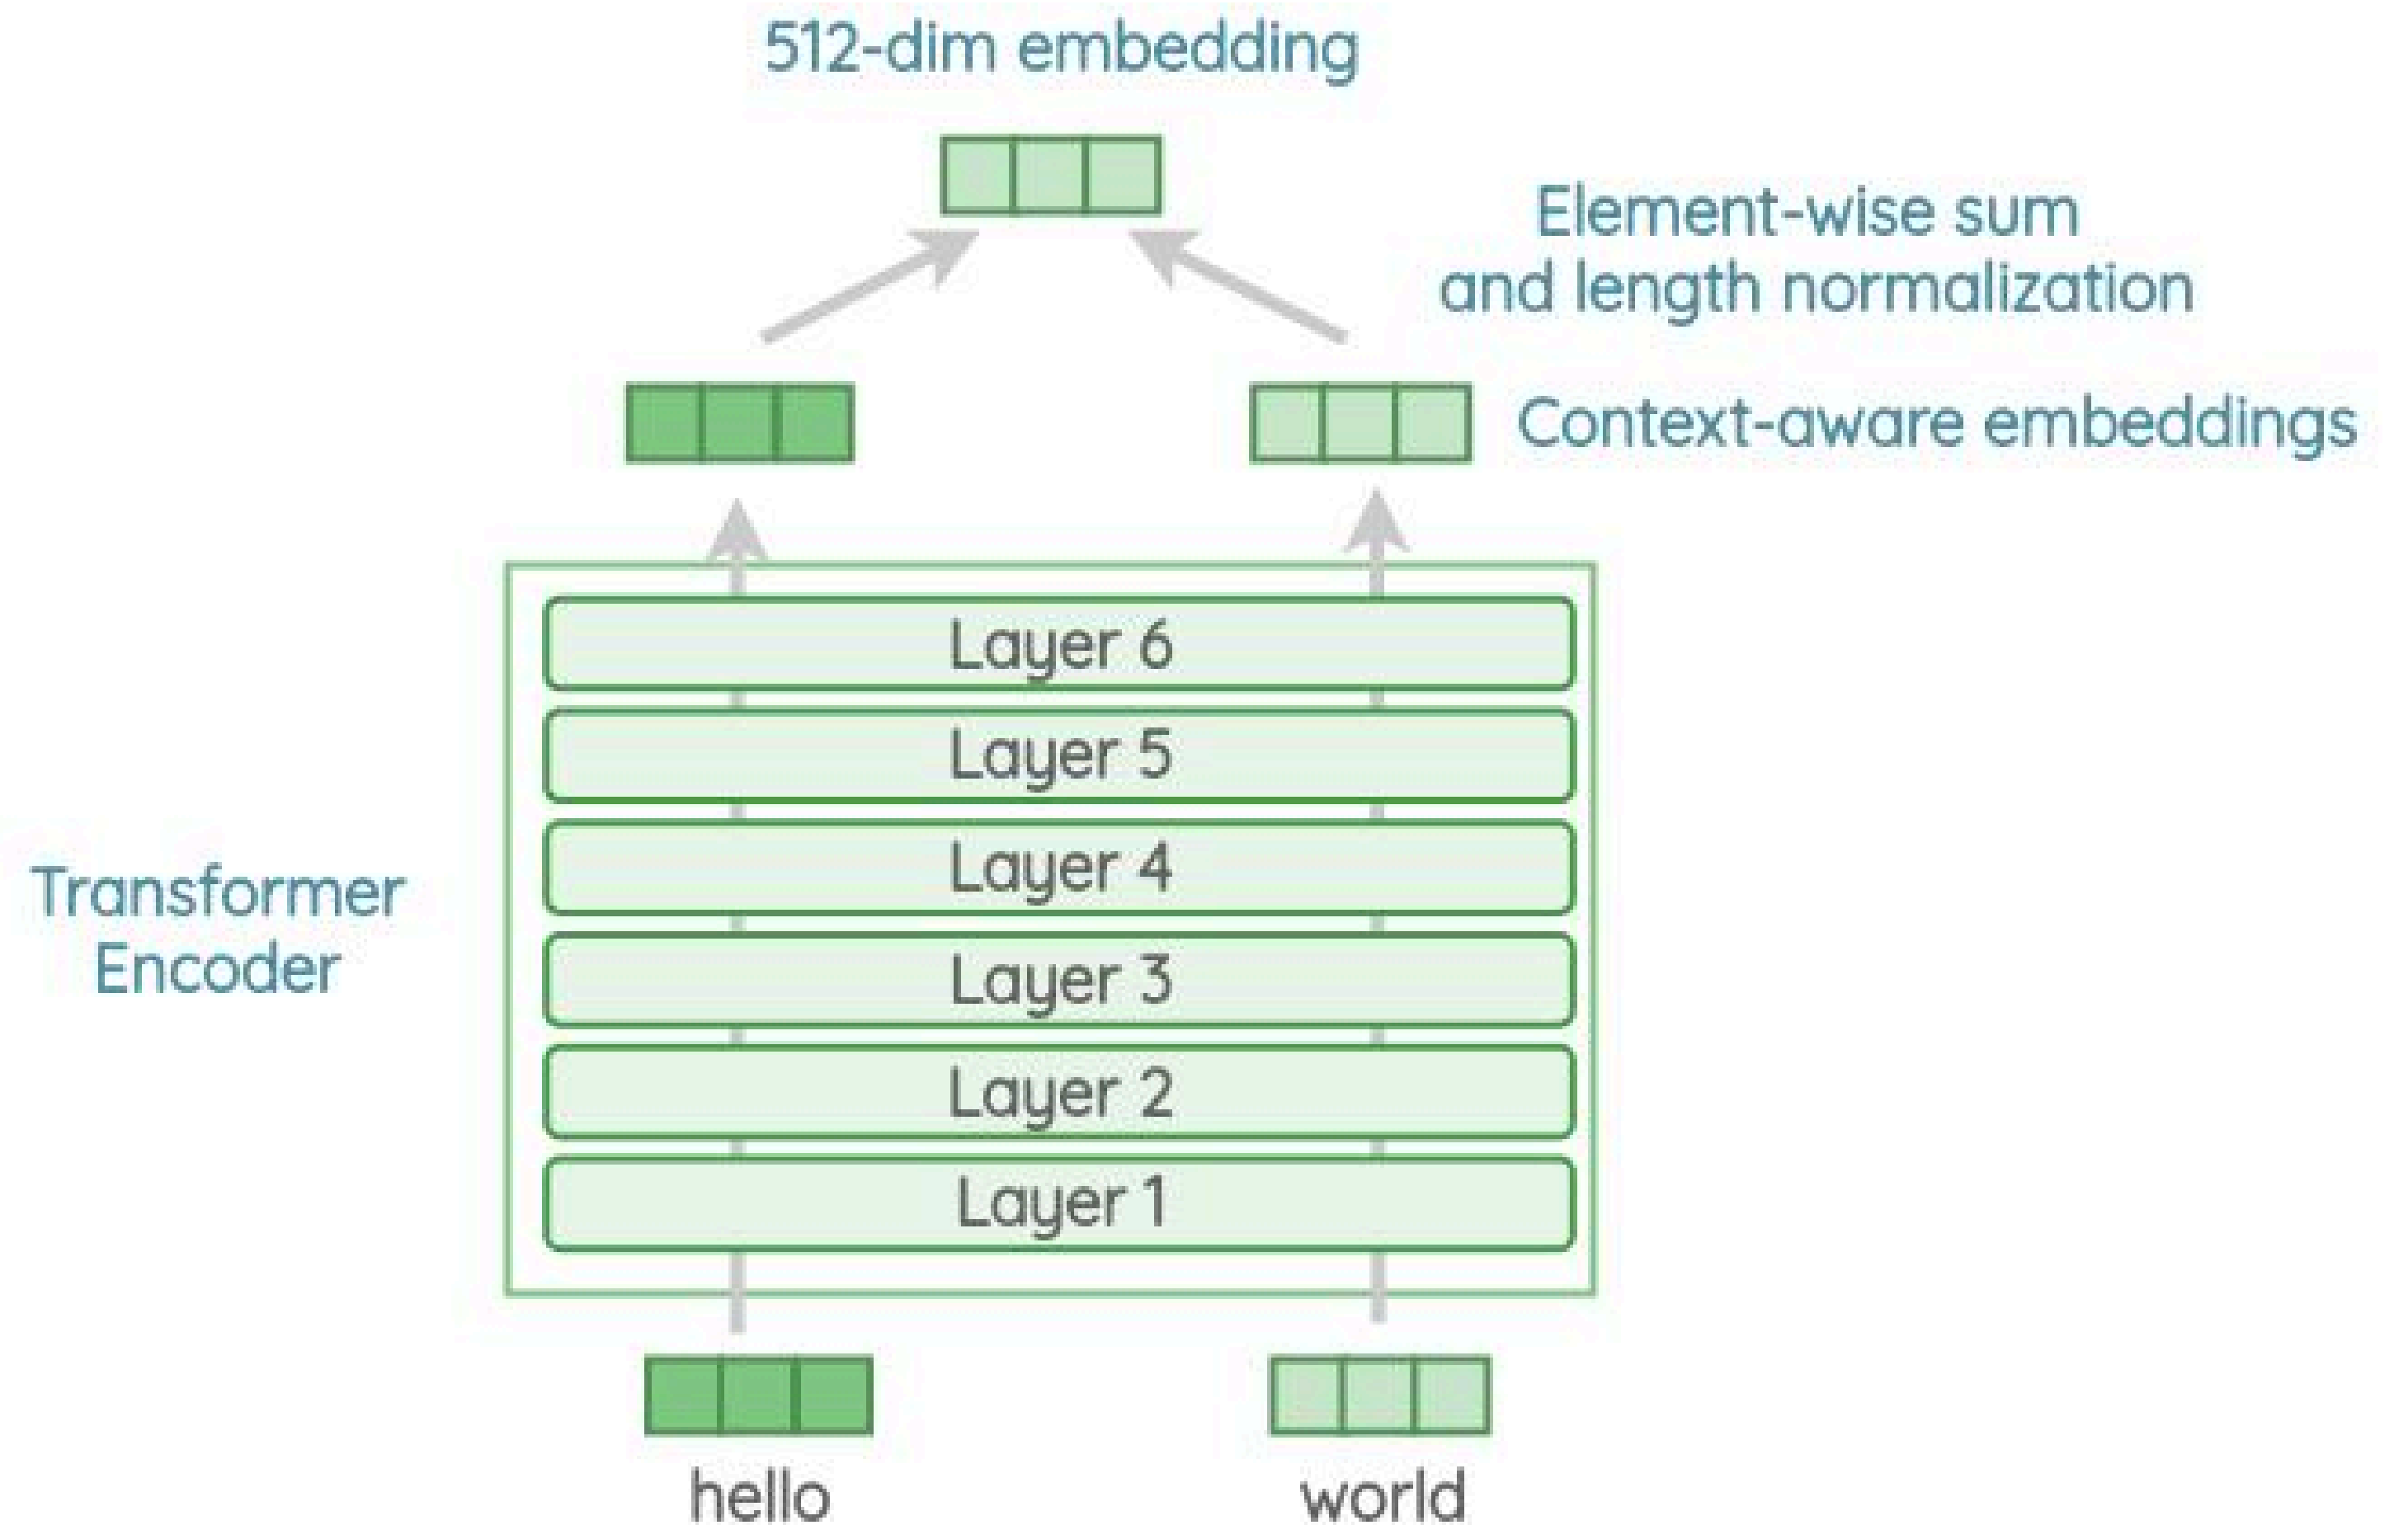 512-dim embedding
Element-wise sum
and length normalization
Context-aware embeddings
Layer 6
Layer 5
Layer 4
Layer 3
Layer 2
Layer 1
Transformer
Encoder
hello
world